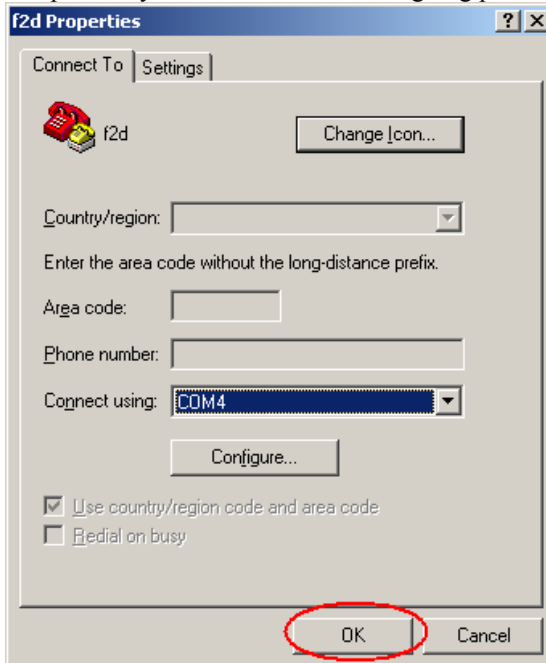 f2d Properties
Connect To Settings
f2d Change Icon...
Country/region:
Enter the area code without the long-distance prefix.
Area code:
Phone number:
Connect using: COM4
Configure...
Use country/region code and area code
Redial on busy
OK Cancel